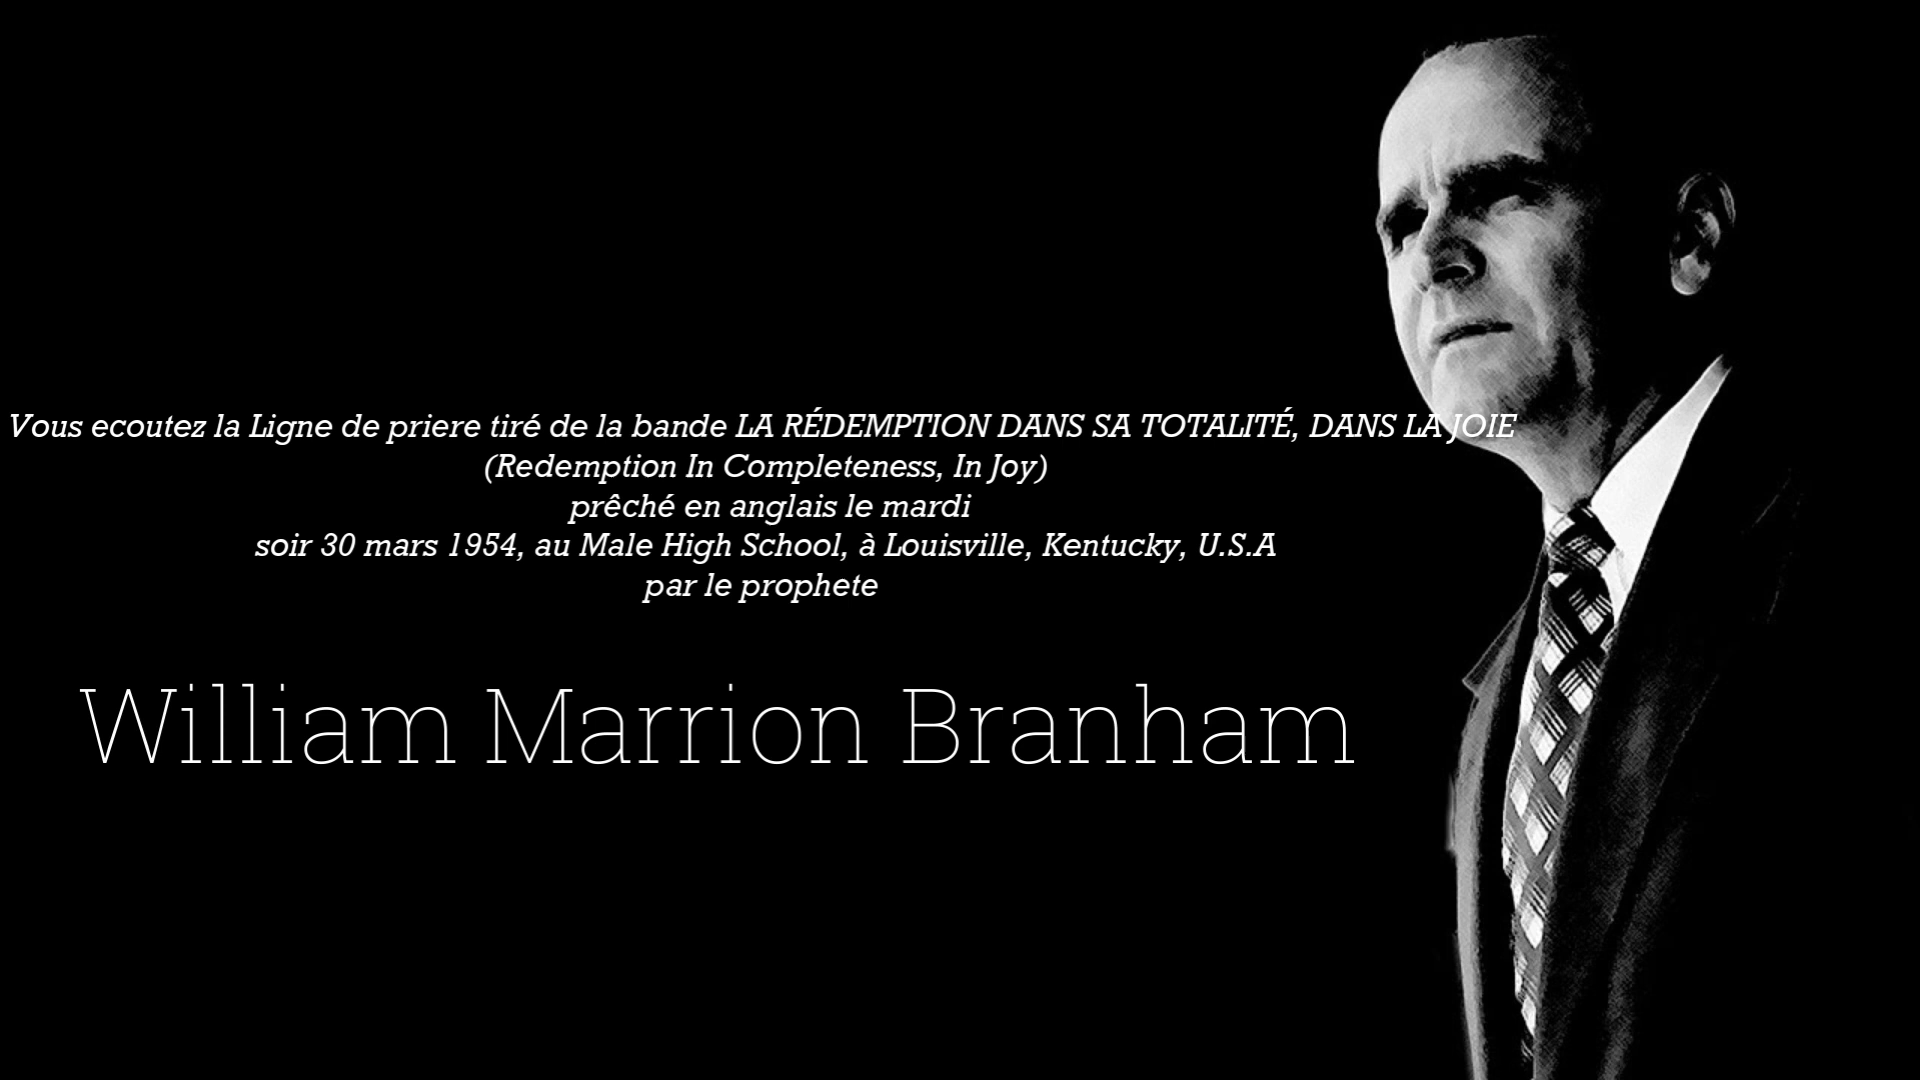 Vous ecoutez la Ligne de priere tiré de la bande LA RÉDEMPTION DANS SA TOTALITÉ, DANS LA JOIE
(Redemption In Completeness, In Joy)
prêché en anglais le mardi
soir 30 mars 1954, au Male High School, à Louisville, Kentucky, U.S.A
par le prophete
William Marrion Branham